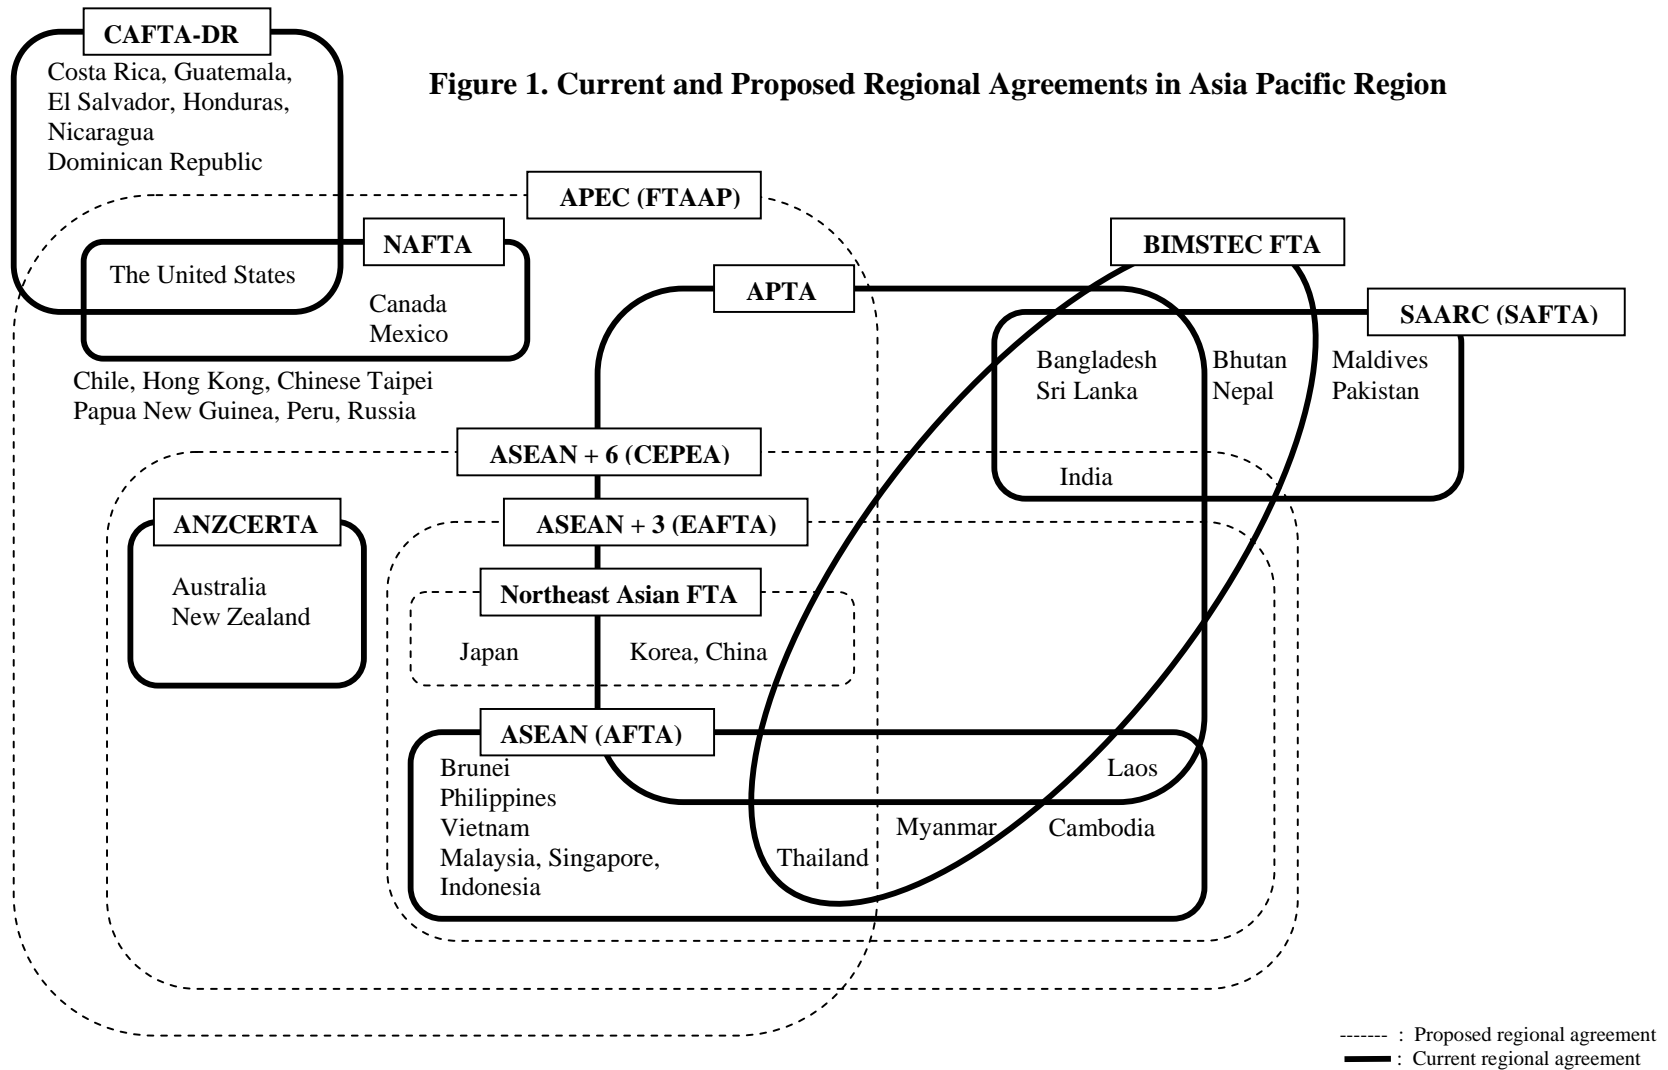 CAFTA-DR
Costa Rica, Guatemala,
El Salvador, Honduras,
Nicaragua
Dominican Republic
Figure 1. Current and Proposed Regional Agreements in Asia Pacific Region
APEC (FTAAP)
NAFTA
BIMSTEC FTA
The United States
APTA
Canada
Mexico
SAARC (SAFTA)
Bangladesh
Sri Lanka
Bhutan
Nepal
Maldives
Pakistan
Chile, Hong Kong, Chinese Taipei
Papua New Guinea, Peru, Russia
ASEAN + 6 (CEPEA)
India
ANZCERTA
ASEAN + 3 (EAFTA)
Australia
New Zealand
Northeast Asian FTA
Japan
Korea, China
ASEAN (AFTA)
Brunei
Philippines
Vietnam
Malaysia, Singapore,
Indonesia
Laos
Myanmar
Cambodia
Thailand
------- : Proposed regional agreement
: Current regional agreement